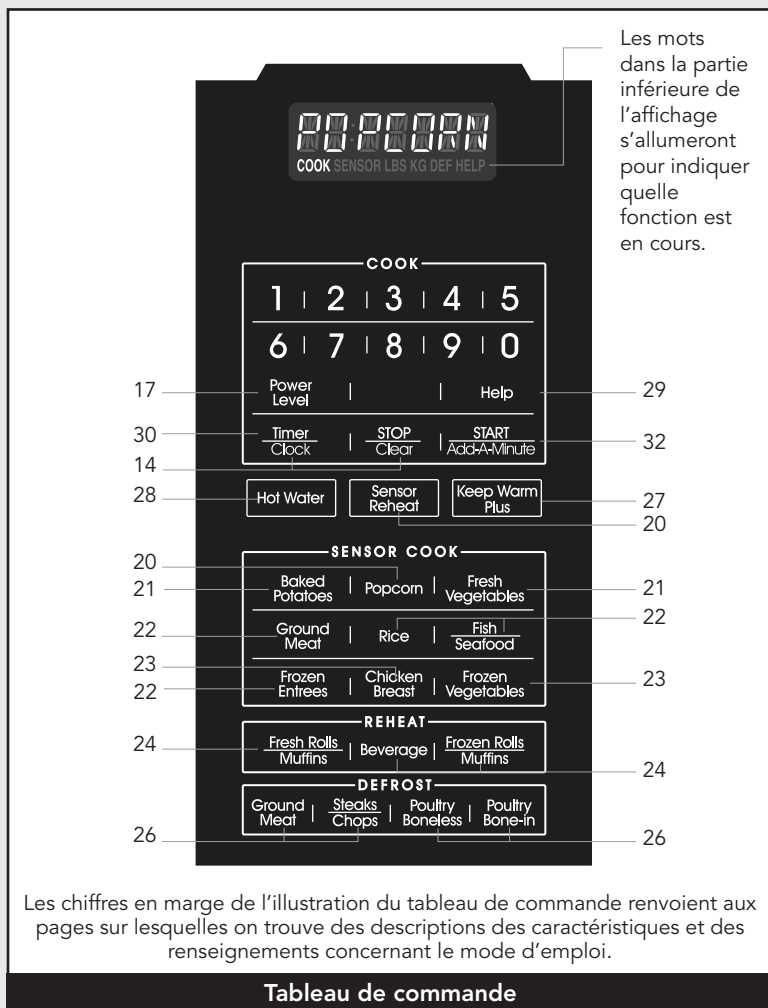 Les mots
dans la partie
inférieure de
l’affichage
s’allumeront
pour indiquer
quelle
fonction est
en cours.
POPCORN
COOK SENSOR LBS KG DEF HELP
COOK
1 | 2 | 3 | 4 | 5
6 | 7 | 8 | 9 | 0
17
Power
Level
Help
29
30
Timer
Clock
STOP
Clear
START
Add-A-Minute
32
14
28
Hot Water
Sensor
Reheat
Keep Warm
Plus
27
20
SENSOR COOK
20
21
Baked
Potatoes
Popcorn
Fresh
Vegetables
21
22
Ground
Meat
Rice
Fish
Seafood
22
23
22
Frozen
Entrees
Chicken
Breast
Frozen
Vegetables
23
REHEAT
24
Fresh Rolls
Muffins
Beverage
Frozen Rolls
Muffins
24
DEFROST
Ground
Meat
Steaks
Chops
Poultry
Boneless
Poultry
Bone-in
26
26
Les chiffres en marge de l’illustration du tableau de commande renvoient aux
pages sur lesquelles on trouve des descriptions des caractéristiques et des
renseignements concernant le mode d’emploi.
Tableau de commande